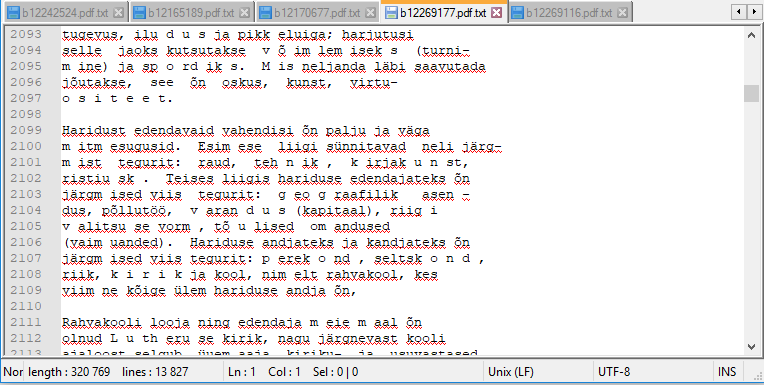 b12242524.pdf.txt b12165189.pdf.txt b12170677.pdf.txt b12269177.pdf.txt b12269116.pdf.txt
2093 tugevus, ilu d u s ja pikk eluiga; harjutusi
2094 selle jaoks kutsutakse v õ im lem isek s (turni-
2095 m ine) ja sp o rd ik s. M is neljanda läbi saavutada
2096 jõutakse, see õn oskus, kunst, virtu-
2097 o s i t e e t.
2098
2099 Haridust edendavaid vahendisi õn palju ja väga
2100 m itm esugusid. Esim ese liigi sünnitavad neli järg-
2101 m ist tegurit: raud, teh n ik , k irjak u n st,
2102 ristiu sk . Teises liigis hariduse edendajateks õn
2103 järgm ised viis tegurit: g eo g raafilik asen -
2104 dus, põllutöö, v aran d u s (kapitaal), riig i
2105 v alitsu se vorm , tõ u lised om andused
2106 (vaim uanded). Hariduse andjateks ja kandjateks õn
2107 järgm ised viis tegurit: p erek o nd , seltsk o n d ,
2108 riik, k i r i k ja kool, nim elt rahvakool, kes
2109 viim ne kõige ülem hariduse andja õn,
2110
2111 Rahvakooli looja ning edendaja m eie m aal õn
2112 olnud L u th eru se kirik, nagu järgnevast kooli
2113 ajaloost selgub, üuem aaja kiriku- ja usuvastased
Nor length : 320 769 lines : 13 827 Ln : 1 Col : 1 Sel : 0 | 0 Unix (LF) UTF-8 INS